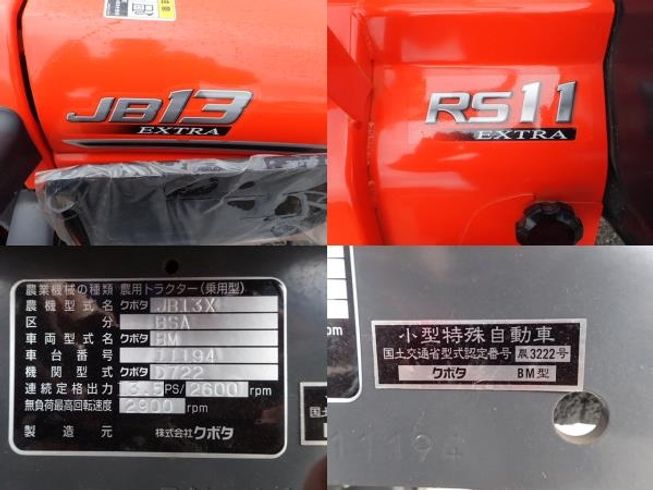 JB13
EXTRA
RS11
EXTRA
農業機械の種類 農用トラクター(乗用型)
農機型式名 クボタ JB13X
区分 BSA
車両型式名 クボタ BM
車台番号 11194
機関型式 クボタ D722
連続定格出力 13.5PS/2600rpm
無負荷最高回転速度 2900rpm
製造元 株式会社クボタ
pm
小型特殊自動車
国土交通省型式認定番号 農3222号
クボタ BM型
11194
国土